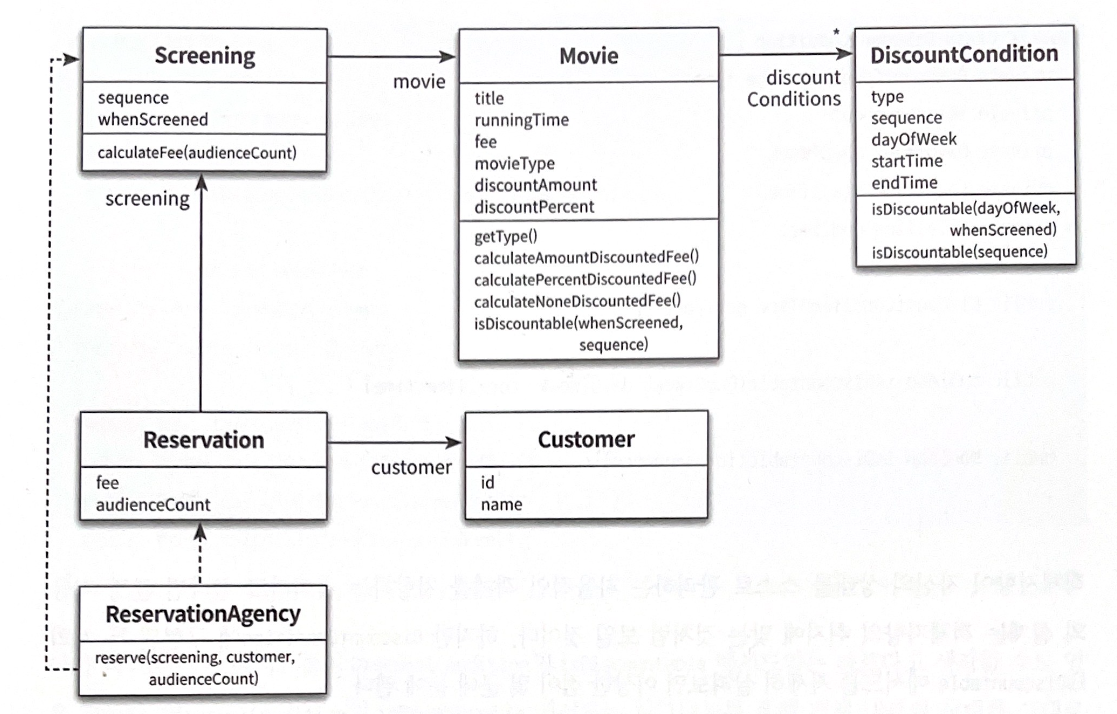 Screening
sequence
whenScreened
calculateFee(audienceCount)
movie
Movie
title
runningTime
fee
movieType
discountAmount
discountPercent
getType()
calculateAmountDiscountedFee()
calculatePercentDiscountedFee()
calculateNoneDiscountedFee()
isDiscountable(whenScreened,
sequence)
*
discount
Conditions
DiscountCondition
type
sequence
dayOfWeek
startTime
endTime
isDiscountable(dayOfWeek,
whenScreened)
isDiscountable(sequence)
screening
Reservation
fee
audienceCount
customer
Customer
id
name
ReservationAgency
reserve(screening, customer,
audienceCount)